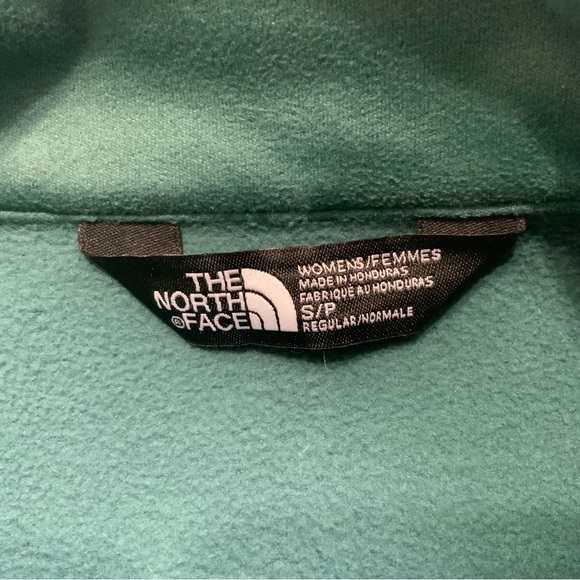 THE
NORTH
®FACE
WOMENS/FEMMES
MADE IN HONDURAS
FABRIQUE AU HONDURAS
S/P
REGULAR/NORMALE